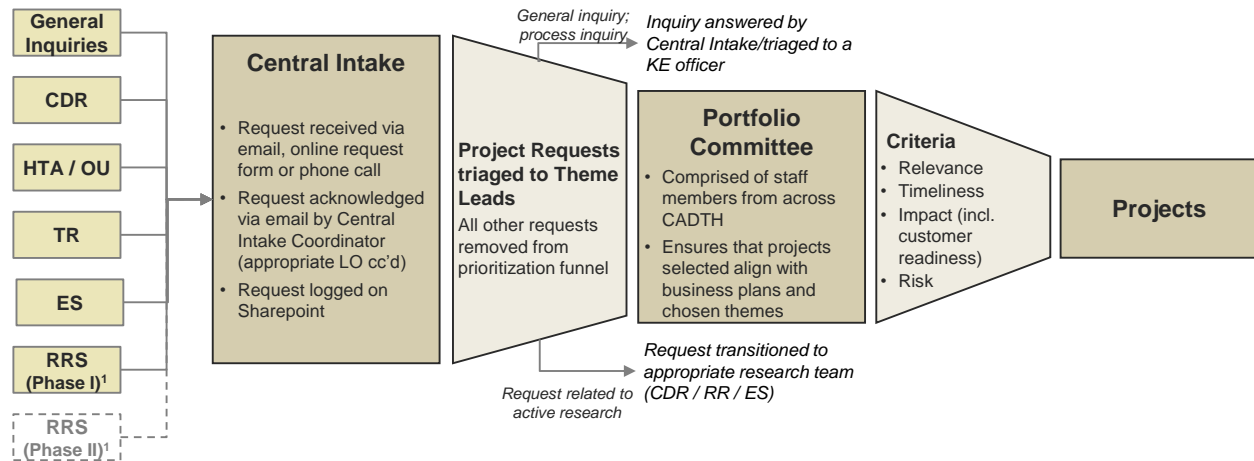 General
Inquiries
CDR
HTA / OU
TR
ES
RRS
(Phase I)¹
RRS
(Phase II)¹
Central Intake
• Request received via
email, online request
form or phone call
• Request acknowledged
via email by Central
Intake Coordinator
(appropriate LO cc'd)
• Request logged on
Sharepoint
Project Requests
triaged to Theme
Leads
All other requests
removed from
prioritization funnel
General inquiry;
process inquiry
Inquiry answered by
Central Intake/triaged to a
KE officer
Portfolio
Committee
• Comprised of staff
members from across
CADTH
• Ensures that projects
selected align with
business plans and
chosen themes
Request related to
active research
Request transitioned to
appropriate research team
(CDR / RR / ES)
Criteria
• Relevance
• Timeliness
• Impact (incl.
customer
readiness)
• Risk
Projects